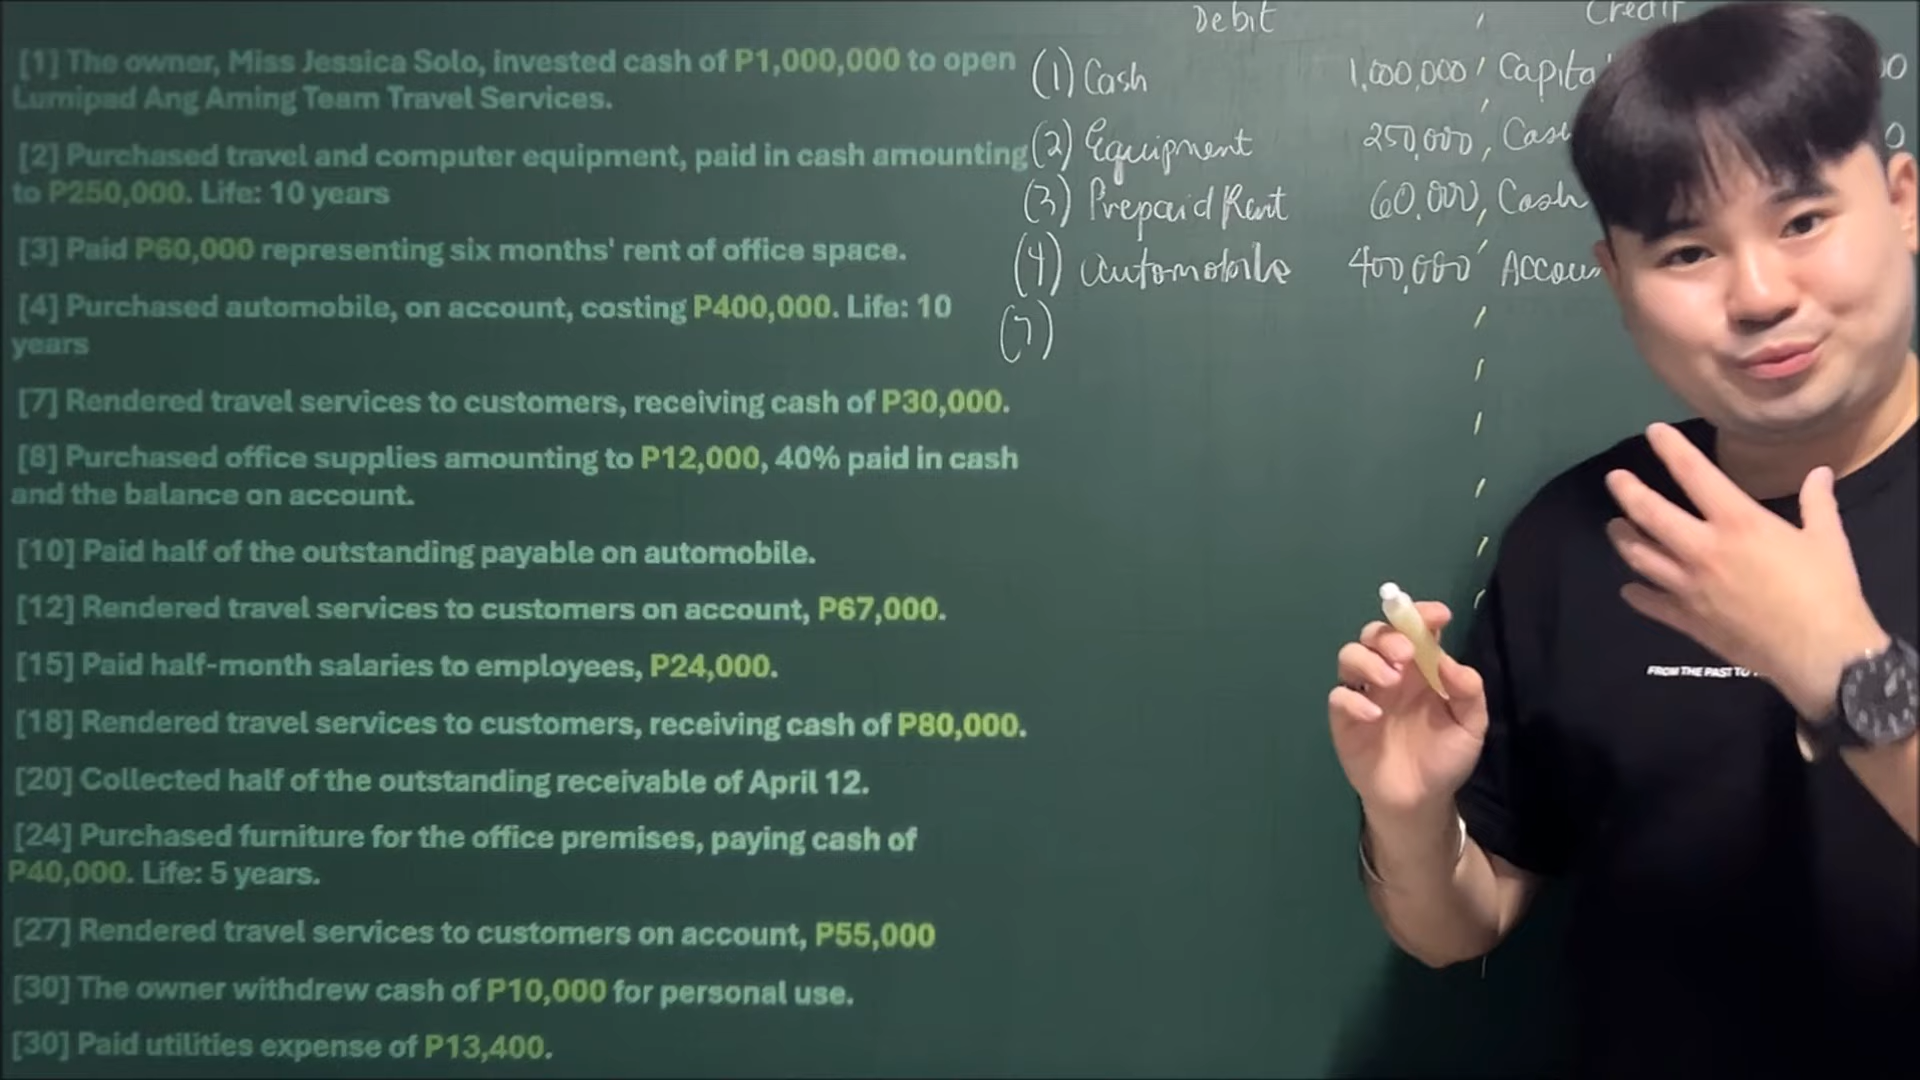 Debit
Credit
[1] The owner, Miss Jessica Solo, invested cash of P1,000,000 to open
Lumipad Ang Aming Team Travel Services.
[2] Purchased travel and computer equipment, paid in cash amounting
to P250,000. Life: 10 years
[3] Paid P60,000 representing six months' rent of office space.
[4] Purchased automobile, on account, costing P400,000. Life: 10
years
[7] Rendered travel services to customers, receiving cash of P30,000.
[8] Purchased office supplies amounting to P12,000, 40% paid in cash
and the balance on account.
[10] Paid half of the outstanding payable on automobile.
[12] Rendered travel services to customers on account, P67,000.
[15] Paid half-month salaries to employees, P24,000.
[18] Rendered travel services to customers, receiving cash of P80,000.
[20] Collected half of the outstanding receivable of April 12.
[24] Purchased furniture for the office premises, paying cash of
P40,000. Life: 5 years.
[27] Rendered travel services to customers on account, P55,000
[30] The owner withdrew cash of P10,000 for personal use.
[30] Paid utilities expense of P13,400.
(1) Cash 1,000,000 Capita
(2) Equipment 250,000 Cas
(3) Prepaid Rent 60,000 Cash
(4) Automobile 400,000 Accoun
(7)
FROM THE PAST TO